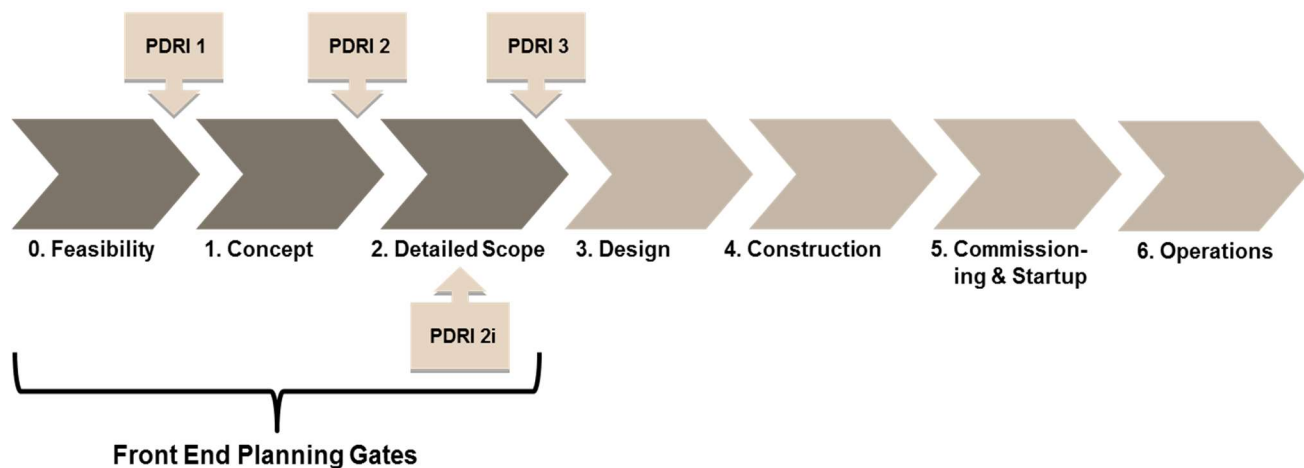 PDRI 1
PDRI 2
PDRI 3
0. Feasibility
1. Concept
2. Detailed Scope
3. Design
4. Construction
5. Commission-
ing & Startup
6. Operations
PDRI 2i
Front End Planning Gates